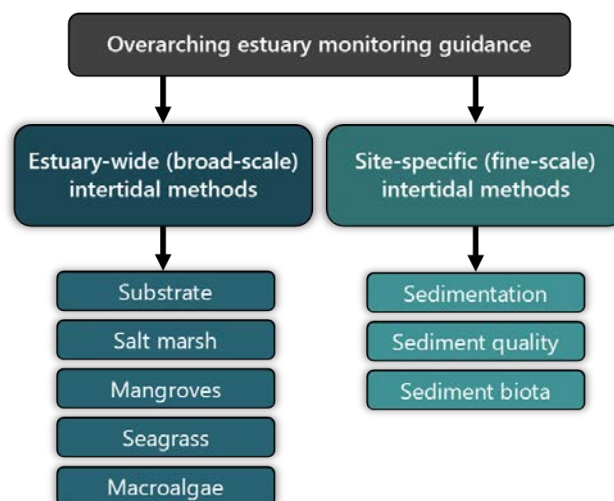 Overarching estuary monitoring guidance
Estuary-wide (broad-scale)
intertidal methods
Site-specific (fine-scale)
intertidal methods
Substrate
Salt marsh
Mangroves
Seagrass
Macroalgae
Sedimentation
Sediment quality
Sediment biota